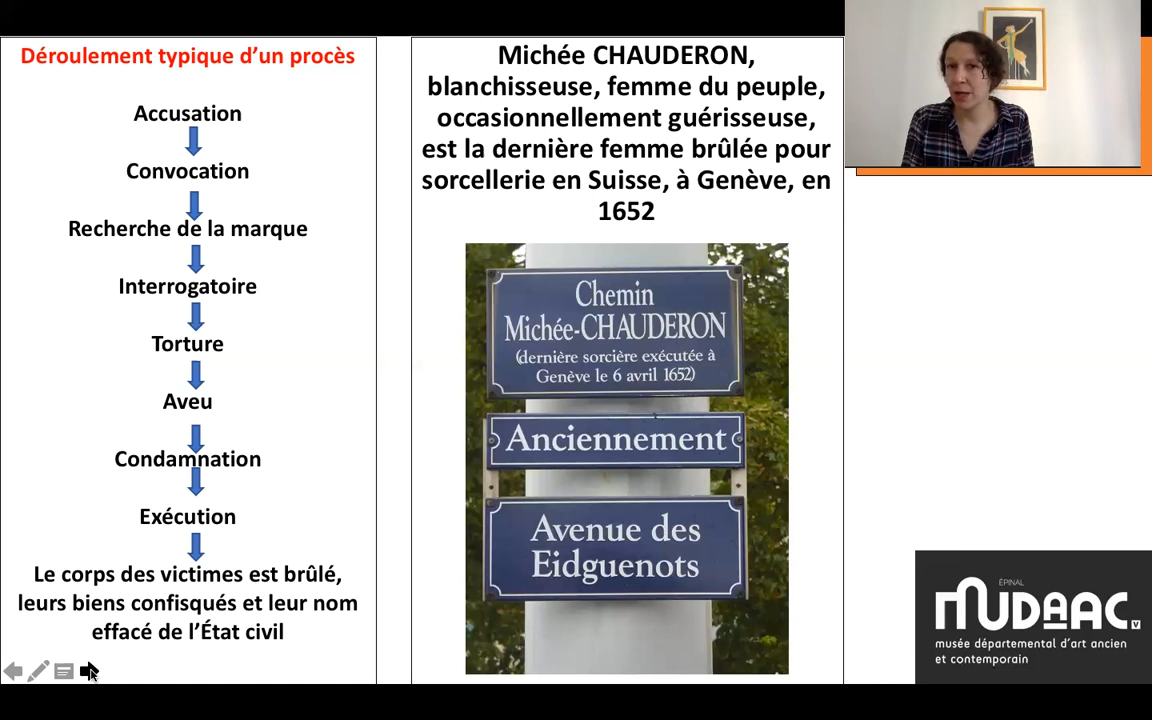 Déroulement typique d’un procès
Accusation
Convocation
Recherche de la marque
Interrogatoire
Torture
Aveu
Condamnation
Exécution
Le corps des victimes est brûlé,
leurs biens confisqués et leur nom
effacé de l’État civil
Michée CHAUDERON,
blanchisseuse, femme du peuple,
occasionnellement guérisseuse,
est la dernière femme brûlée pour
sorcellerie en Suisse, à Genève, en
1652
Chemin
Michée-CHAUDERON
(dernière sorcière exécutée à
Genève le 6 avril 1652)
Anciennement
Avenue des
Eidguenots
ÉPINAL
MUDAAC
V
musée départemental d’art ancien
et contemporain